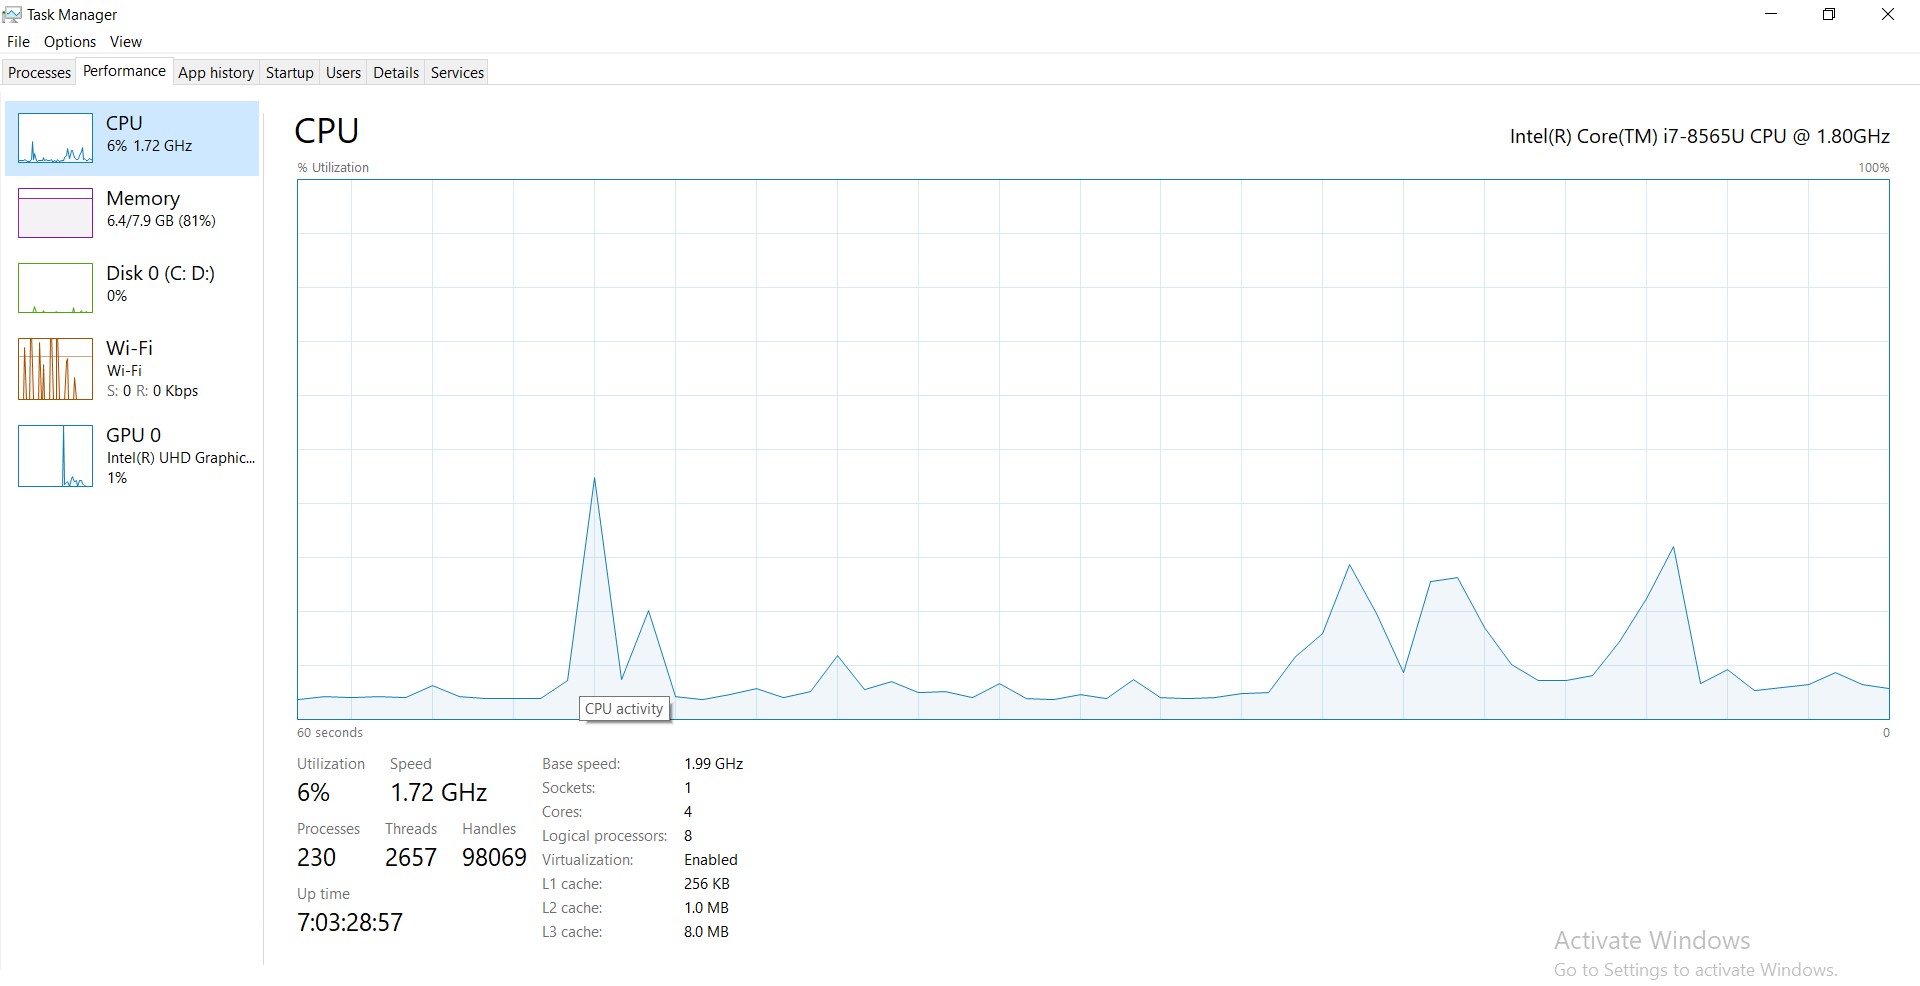 Task Manager
File Options View
Processes Performance App history Startup Users Details Services
CPU
6% 1.72 GHz
Memory
6.4/7.9 GB (81%)
Disk 0 (C: D:)
0%
Wi-Fi
Wi-Fi
S: 0 R: 0 Kbps
GPU 0
Intel(R) UHD Graphic...
1%
CPU
Intel(R) Core(TM) i7-8565U CPU @ 1.80GHz
% Utilization
100%
CPU activity
60 seconds
0
Utilization Speed
6% 1.72 GHz
Processes Threads Handles
230 2657 98069
Up time
7:03:28:57
Base speed: 1.99 GHz
Sockets: 1
Cores: 4
Logical processors: 8
Virtualization: Enabled
L1 cache: 256 KB
L2 cache: 1.0 MB
L3 cache: 8.0 MB
Activate Windows
Go to Settings to activate Windows.